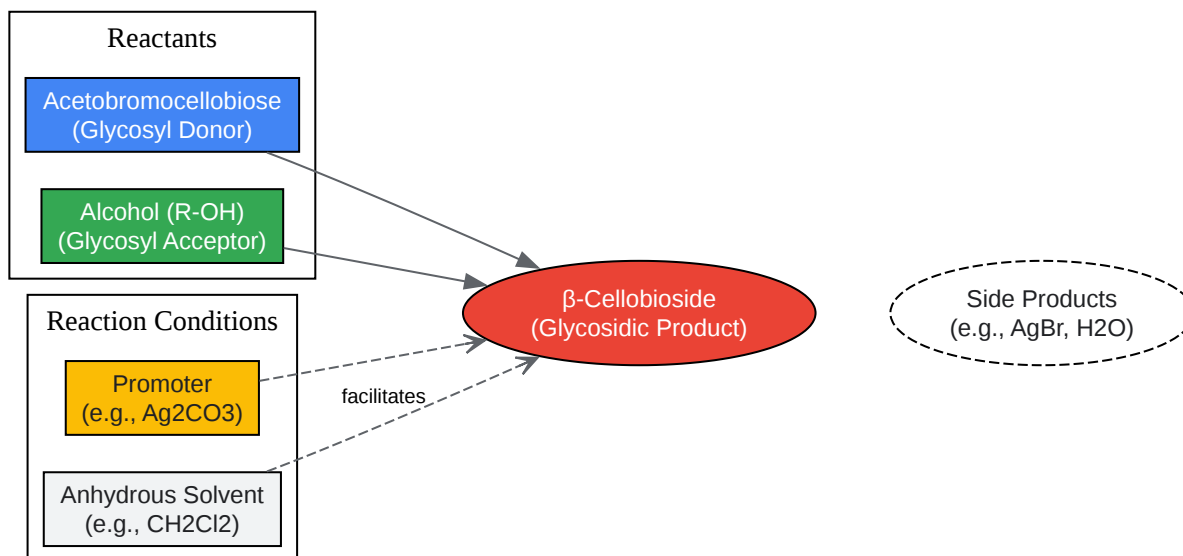 Reactants
Acetobromocellobiose
(Glycosyl Donor)
Alcohol (R-OH)
(Glycosyl Acceptor)
Reaction Conditions
Promoter
(e.g., Ag2CO3)
Anhydrous Solvent
(e.g., CH2Cl2)
facilitates
β-Cellobioside
(Glycosidic Product)
Side Products
(e.g., AgBr, H2O)